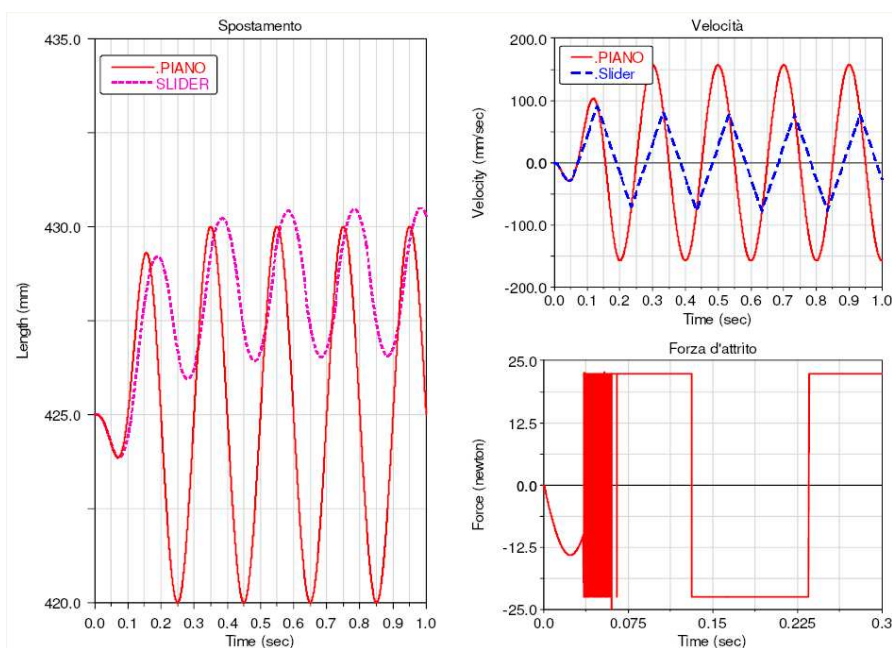 Spostamento
435.0
430.0
425.0
420.0
Length (mm)
.PIANO
SLIDER
0.0 0.1 0.2 0.3 0.4 0.5 0.6 0.7 0.8 0.9 1.0
Time (sec)
Velocità
200.0
100.0
0.0
-100.0
-200.0
Velocity (mm/sec)
.PIANO
.Slider
0.0 0.1 0.2 0.3 0.4 0.5 0.6 0.7 0.8 0.9 1.0
Time (sec)
Forza d'attrito
25.0
12.5
0.0
-12.5
-25.0
Force (newton)
0.0 0.075 0.15 0.225 0.3
Time (sec)